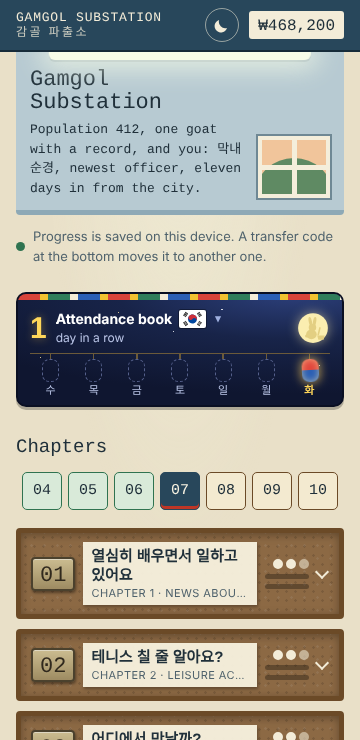 GAMGOL SUBSTATION
감골 파출소
₩468,200
Gamgol
Substation
Population 412, one goat
with a record, and you: 막내
순경, newest officer, eleven
days in from the city.
Progress is saved on this device. A transfer code
at the bottom moves it to another one.
1 Attendance book
day in a row
수 목 금 토 일 월 화
Chapters
04 05 06 07 08 09 10
01
열심히 배우면서 일하고
있어요
CHAPTER 1 · NEWS ABOU...
02
테니스 칠 줄 알아요?
CHAPTER 2 · LEISURE AC...
어디에서 만날까?